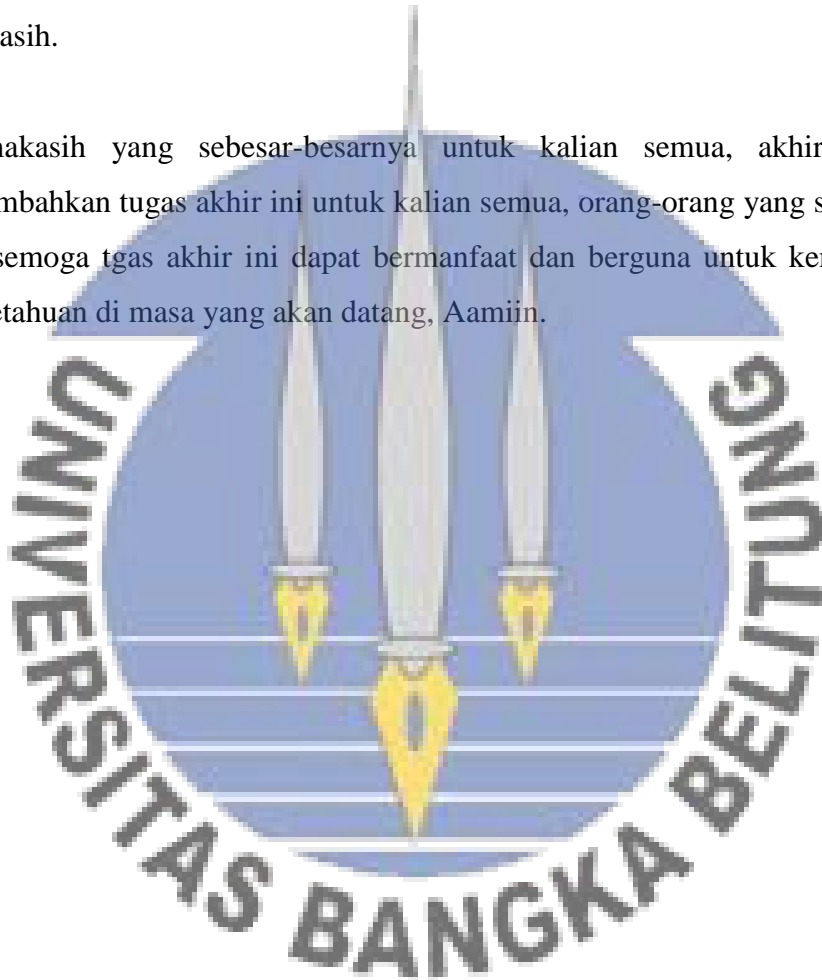 asih.
nakasih yang sebesar-besarnya untuk kalian semua, akhir
mbahkan tugas akhir ini untuk kalian semua, orang-orang yang s
semoga tgas akhir ini dapat bermanfaat dan berguna untuk ke
etahuan di masa yang akan datang, Aamiin.
UNIVERSITAS BANGKA BELITUNG